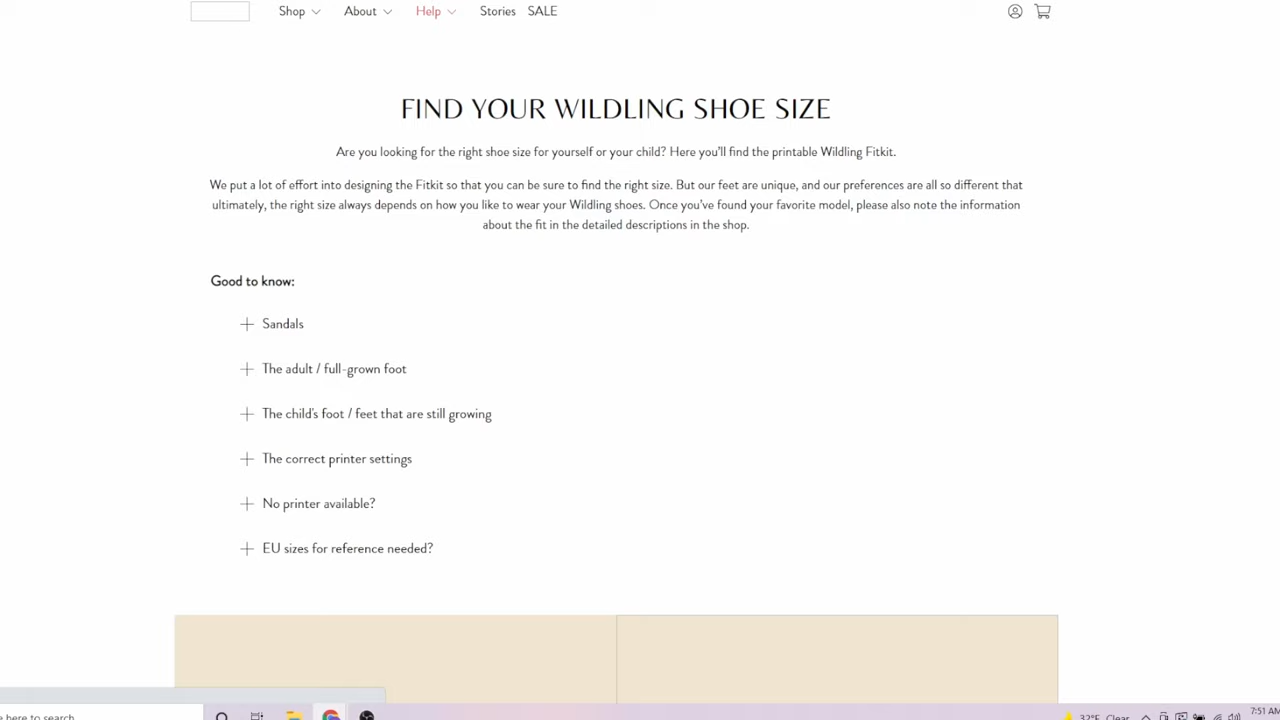 Shop About Help Stories SALE
FIND YOUR WILDLING SHOE SIZE
Are you looking for the right shoe size for yourself or your child? Here you'll find the printable Wildling Fitkit.
We put a lot of effort into designing the Fitkit so that you can be sure to find the right size. But our feet are unique, and our preferences are all so different that
ultimately, the right size always depends on how you like to wear your Wildling shoes. Once you've found your favorite model, please also note the information
about the fit in the detailed descriptions in the shop.
Good to know:
Sandals
The adult / full-grown foot
The child's foot / feet that are still growing
The correct printer settings
No printer available?
EU sizes for reference needed?
here to search 32°F Clear 7:51 AM